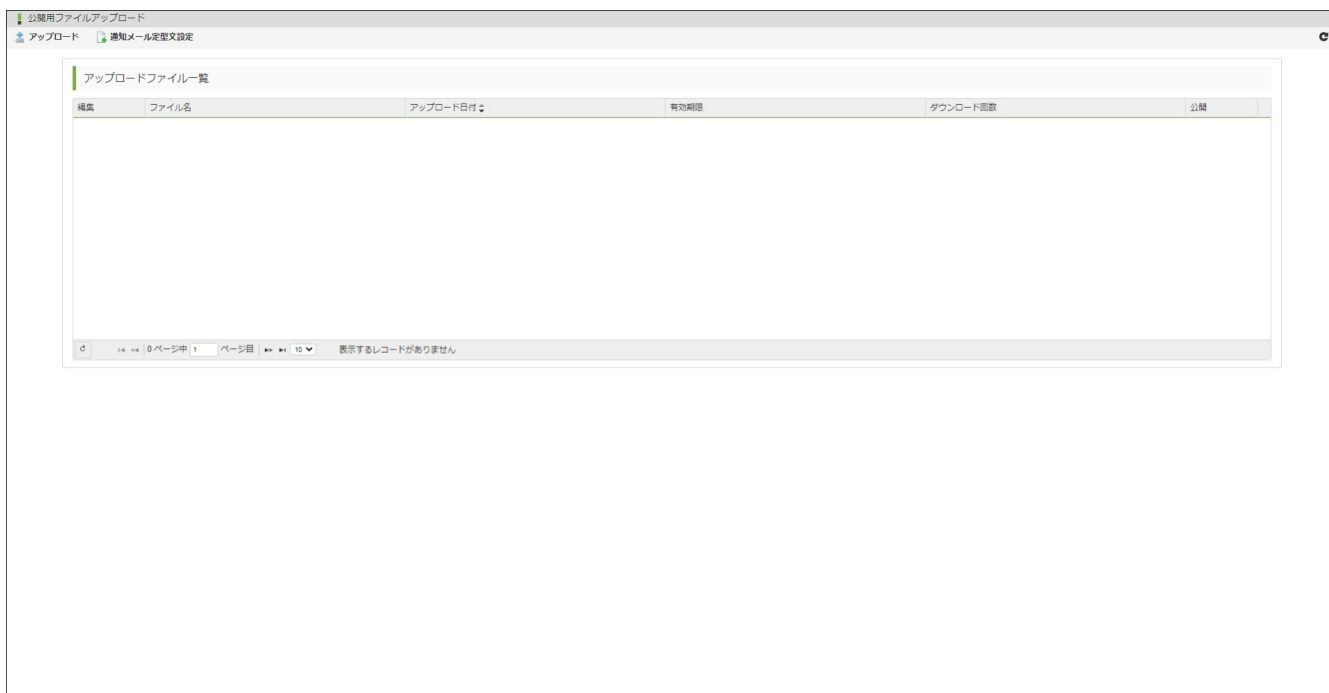 公開用ファイルアップロード
アップロード 通知メール定型文設定
アップロードファイル一覧
編集 ファイル名 アップロード日付 有効期限 ダウンロード回数 公開
0 ページ中 1 ページ目 10 表示するレコードがありません